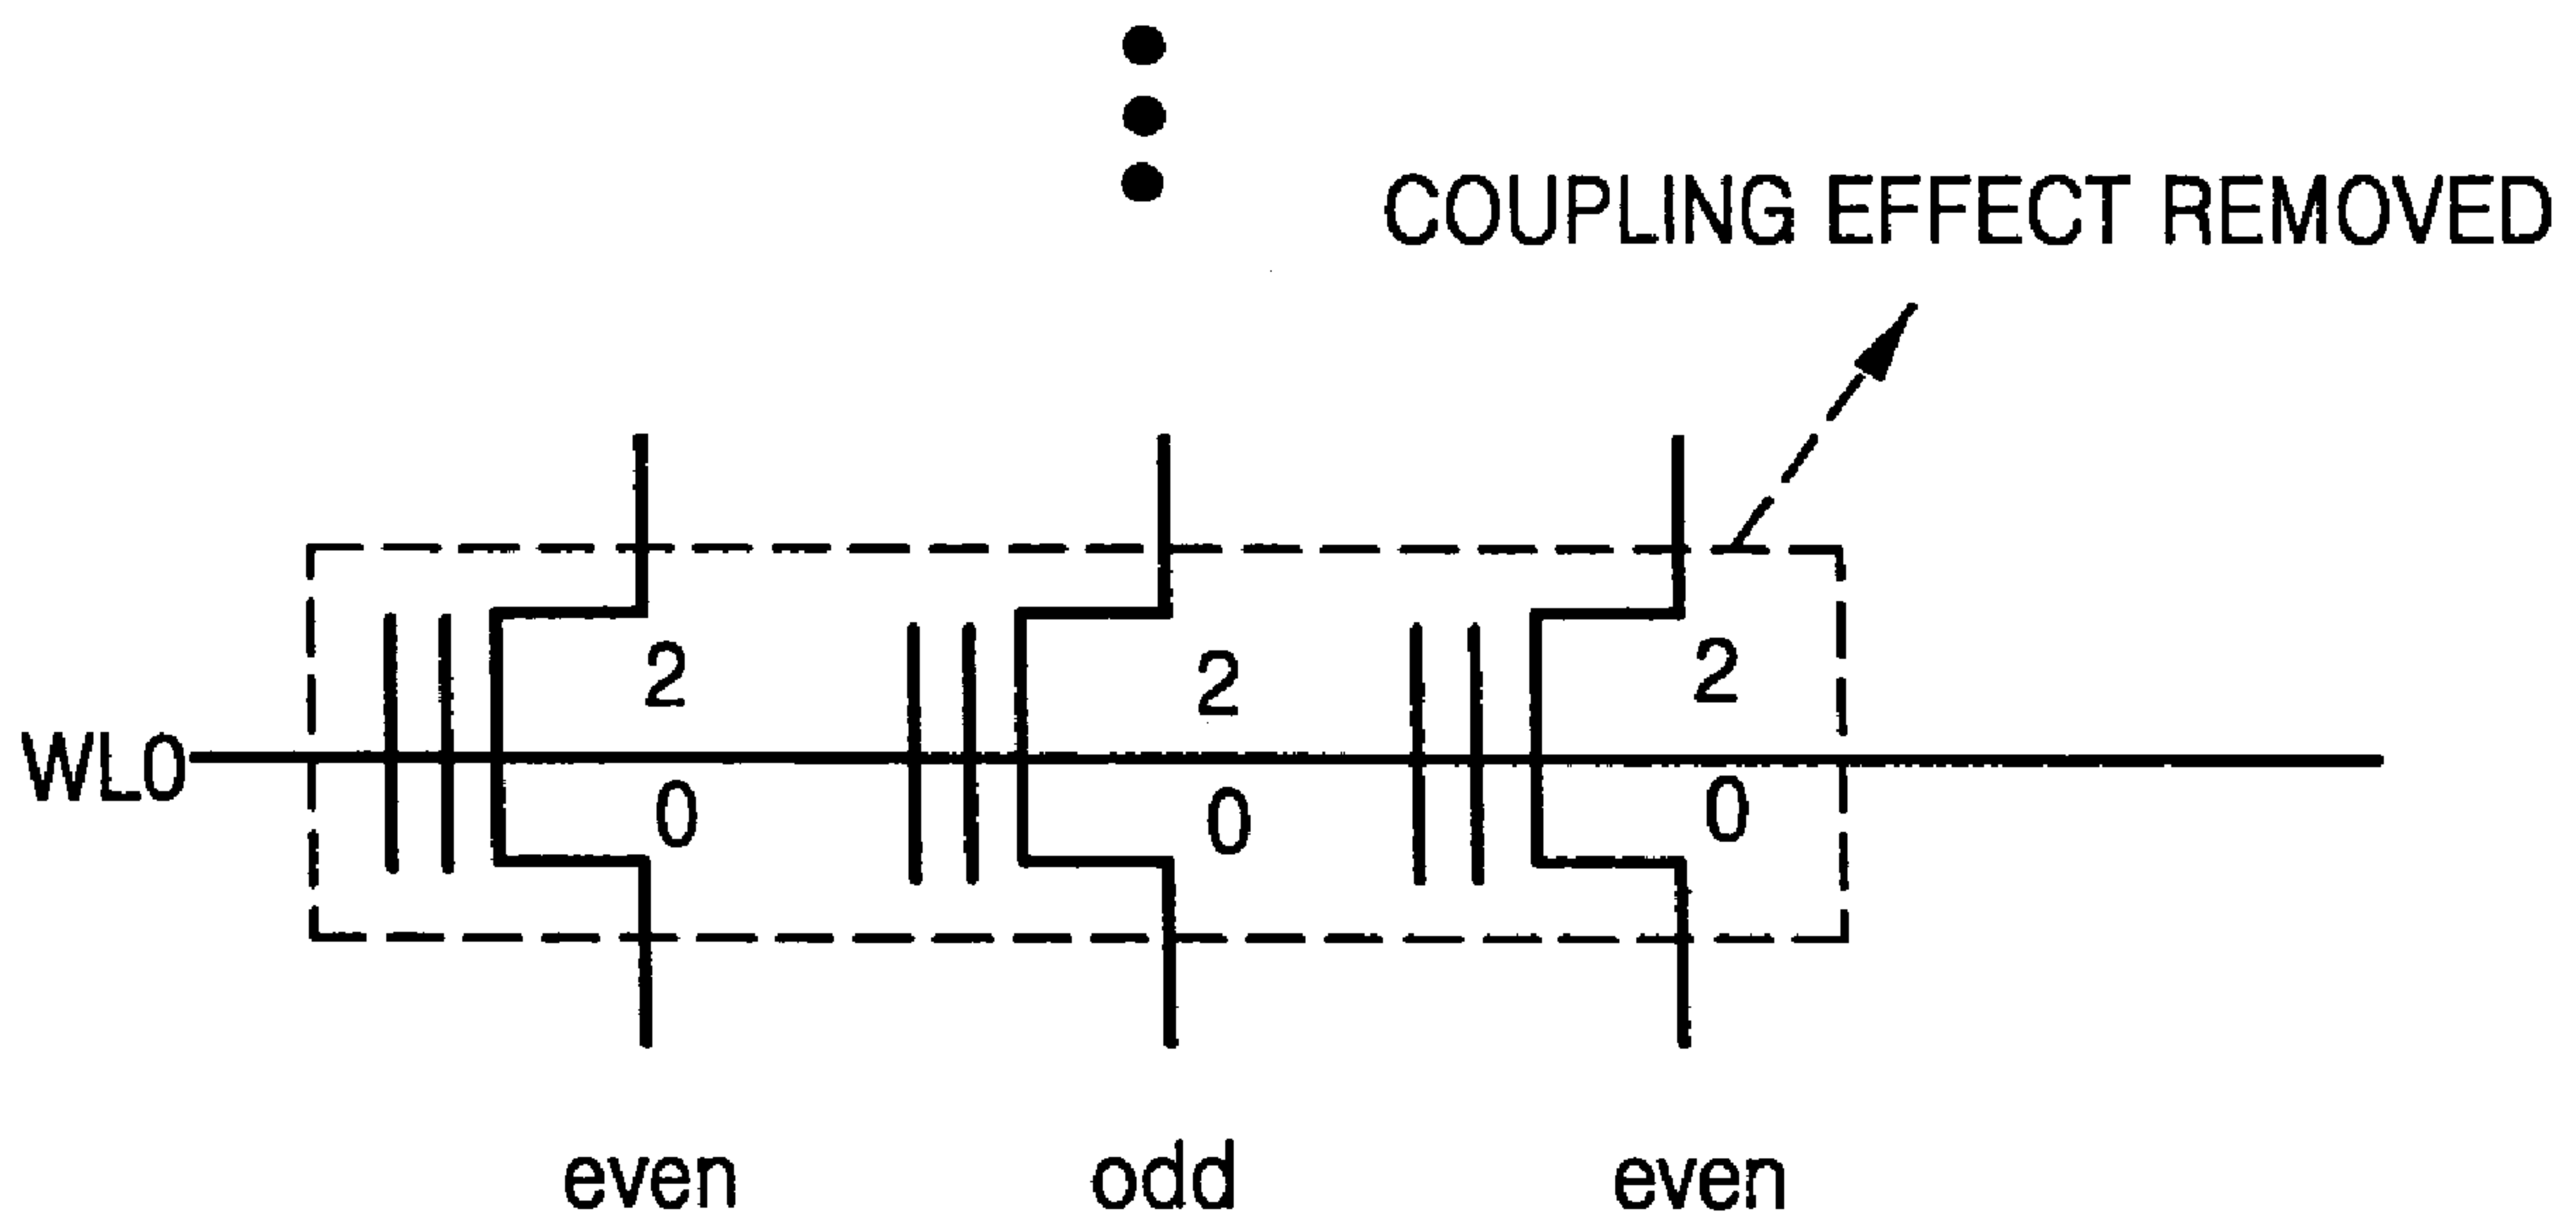 COUPLING EFFECT REMOVED
2 2 2
WL0
0 0 0
even odd even